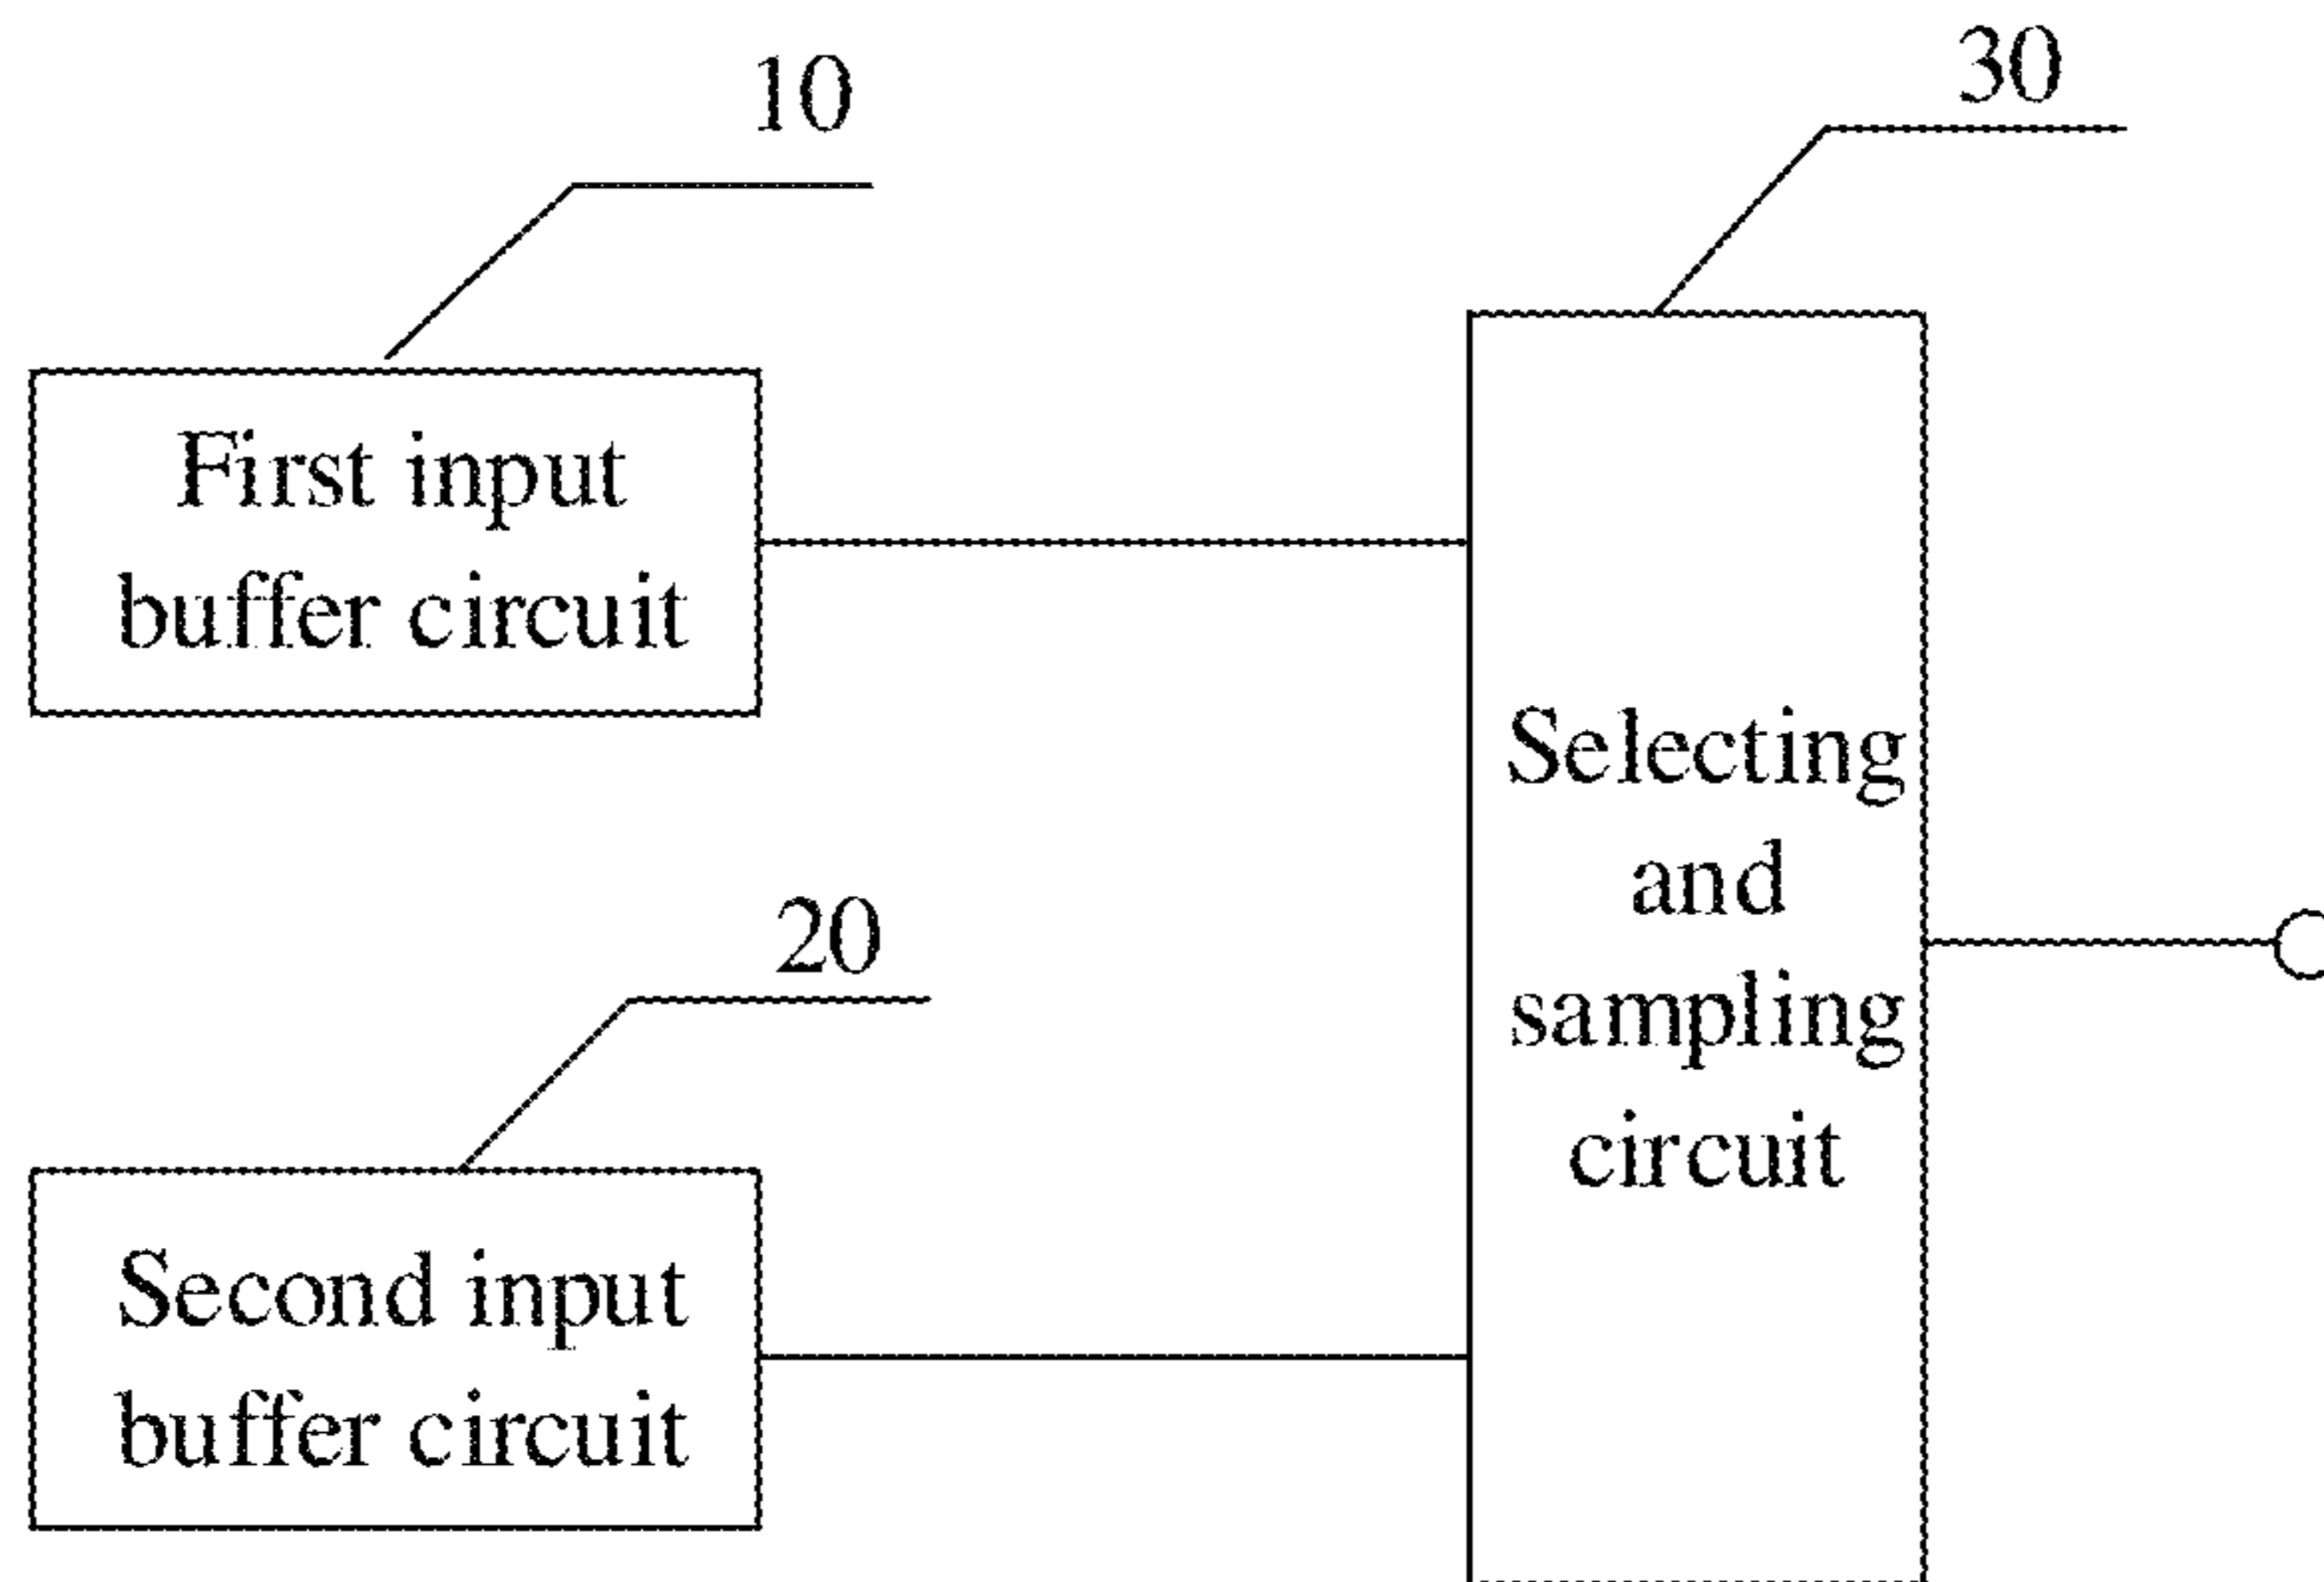 10
30
First input
buffer circuit
Selecting
and
sampling
circuit
20
Second input
buffer circuit